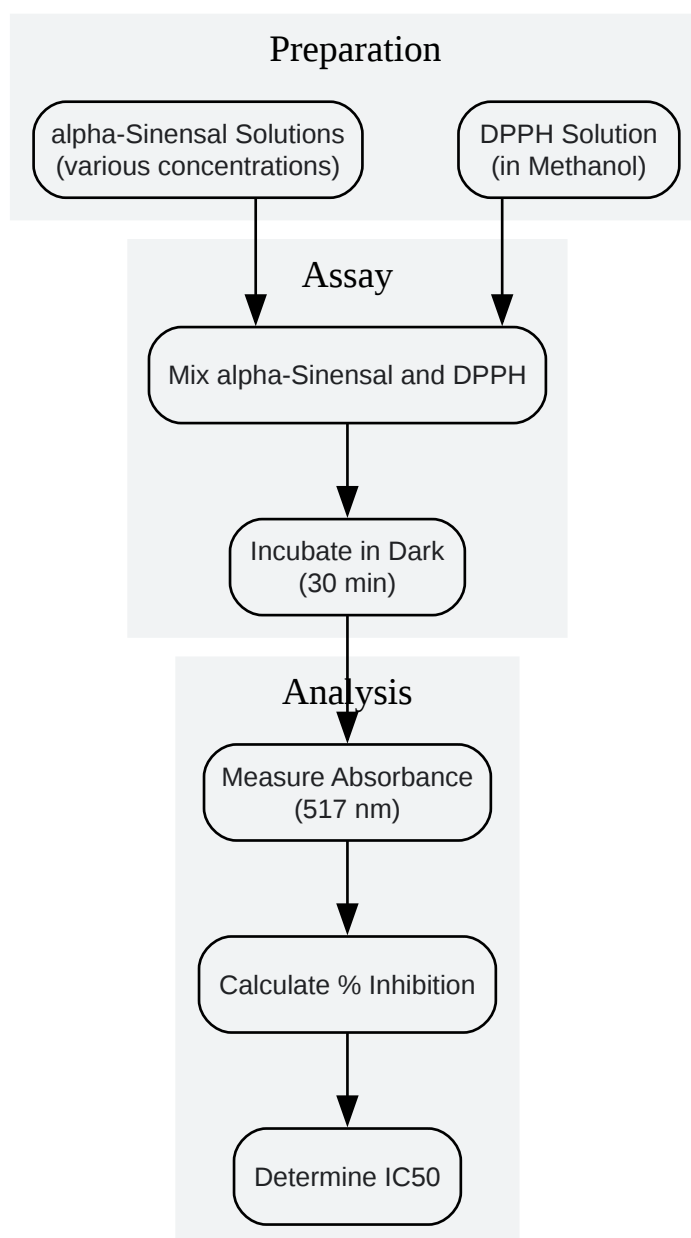 Preparation
alpha-Sinensal Solutions
(various concentrations)
DPPH Solution
(in Methanol)
Assay
Mix alpha-Sinensal and DPPH
Incubate in Dark
(30 min)
Analysis
Measure Absorbance
(517 nm)
Calculate % Inhibition
Determine IC50